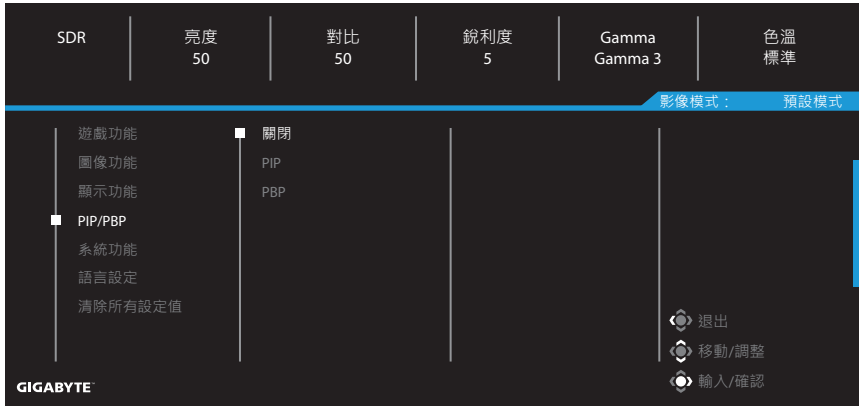 SDR
亮度
50
對比
50
銳利度
5
Gamma
Gamma 3
色溫
標準
影像模式： 預設模式
遊戲功能
圖像功能
顯示功能
PIP/PBP
系統功能
語言設定
清除所有設定值
關閉
PIP
PBP
退出
移動/調整
輸入/確認
GIGABYTE™